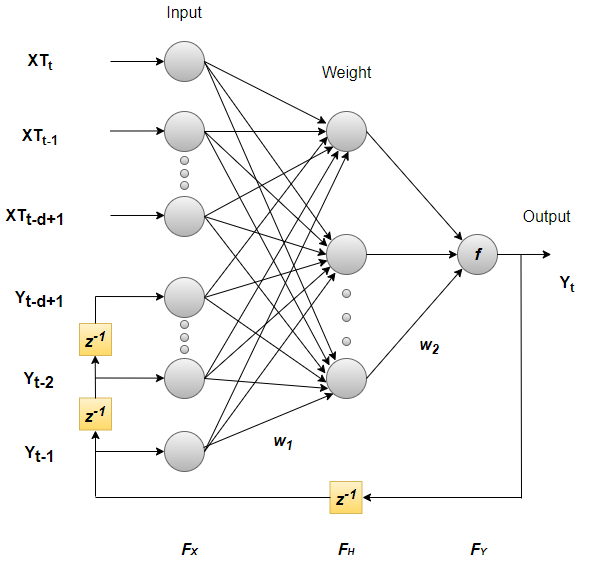 Input
XTt
Weight
XTt-1
XTt-d+1
Output
f
Yt-d+1
Yt
z-1
w2
Yt-2
z-1
w1
Yt-1
z-1
FX
FH
FY